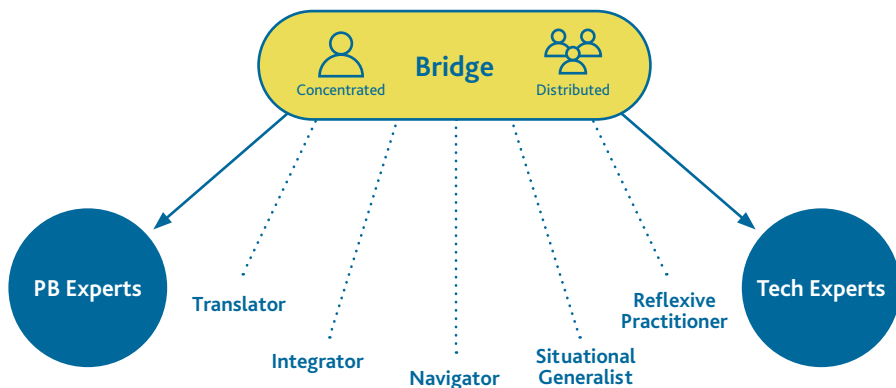 Bridge
Concentrated
Distributed
PB Experts
Tech Experts
Translator
Integrator
Navigator
Situational
Generalist
Reflexive
Practitioner